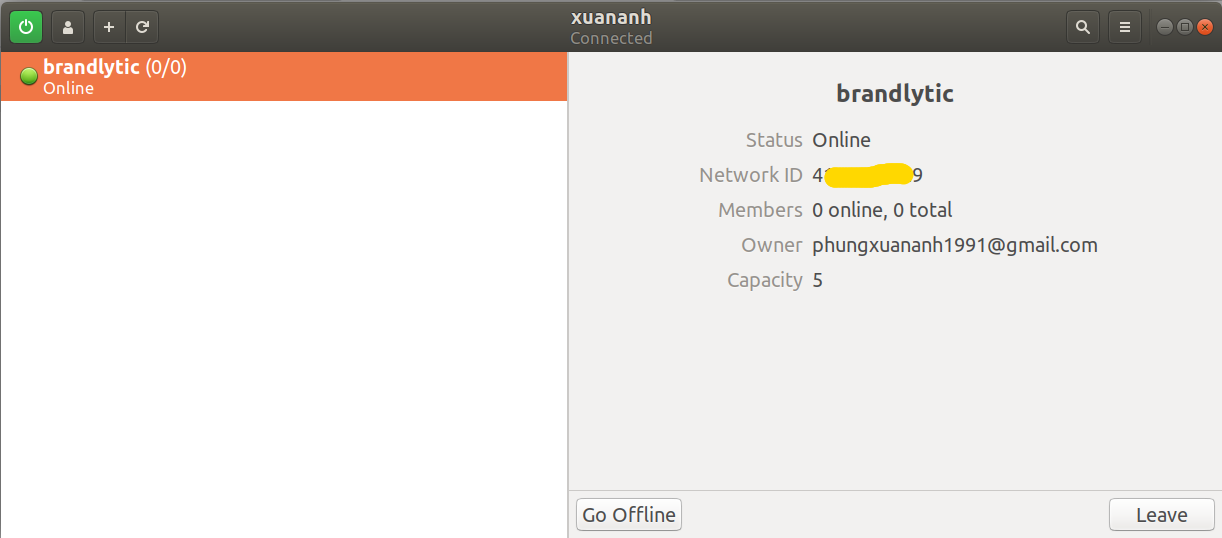 xuananh
Connected
brandlytic (0/0)
Online
brandlytic
Status Online
Network ID 4 9
Members 0 online, 0 total
Owner phungxuananh1991@gmail.com
Capacity 5
Go Offline
Leave